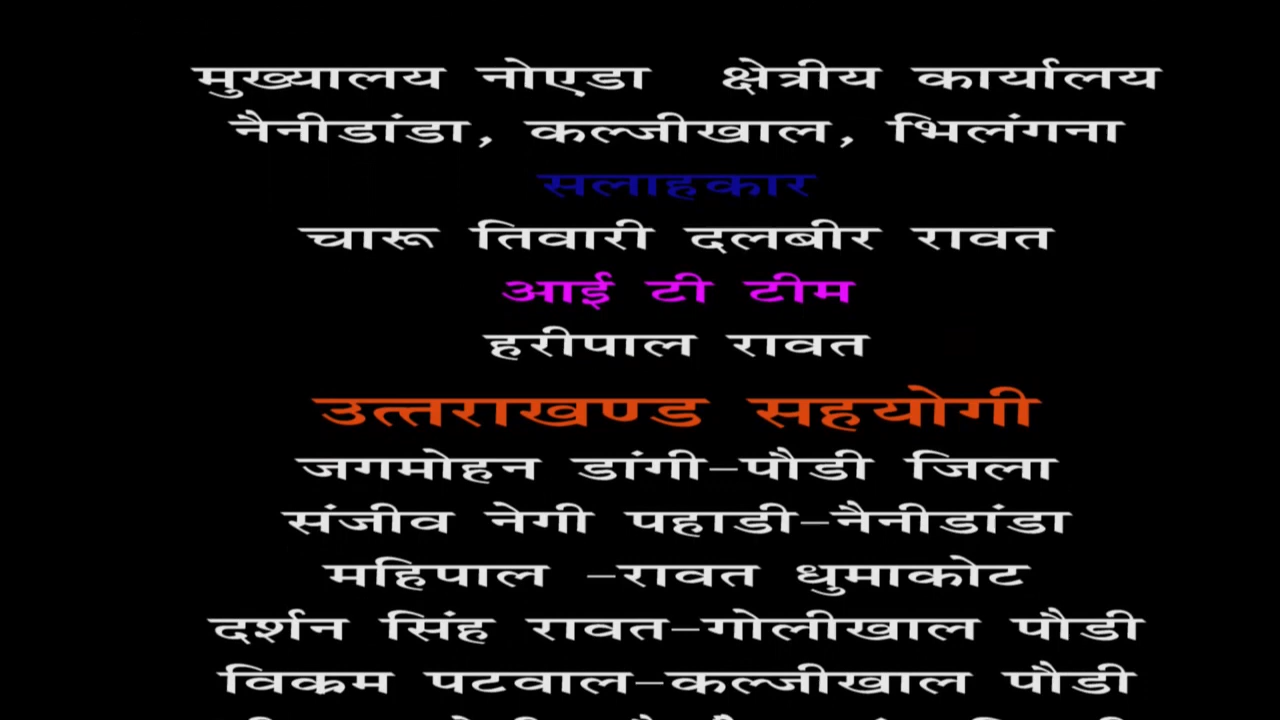 मुख्यालय नोएडा क्षेत्रीय कार्यालय
नैनीडांडा, कल्जीखाल, भिलंगना
सलाहकार
चारू तिवारी दलबीर रावत
आई टी टीम
हरीपाल रावत
उत्तराखण्ड सहयोगी
जगमोहन डांगी-पौडी जिला
संजीव नेगी पहाडी-नैनीडांडा
महिपाल -रावत धुमाकोट
दर्शन सिंह रावत-गोलीखाल पौडी
विक्रम पटवाल-कल्जीखाल पौडी